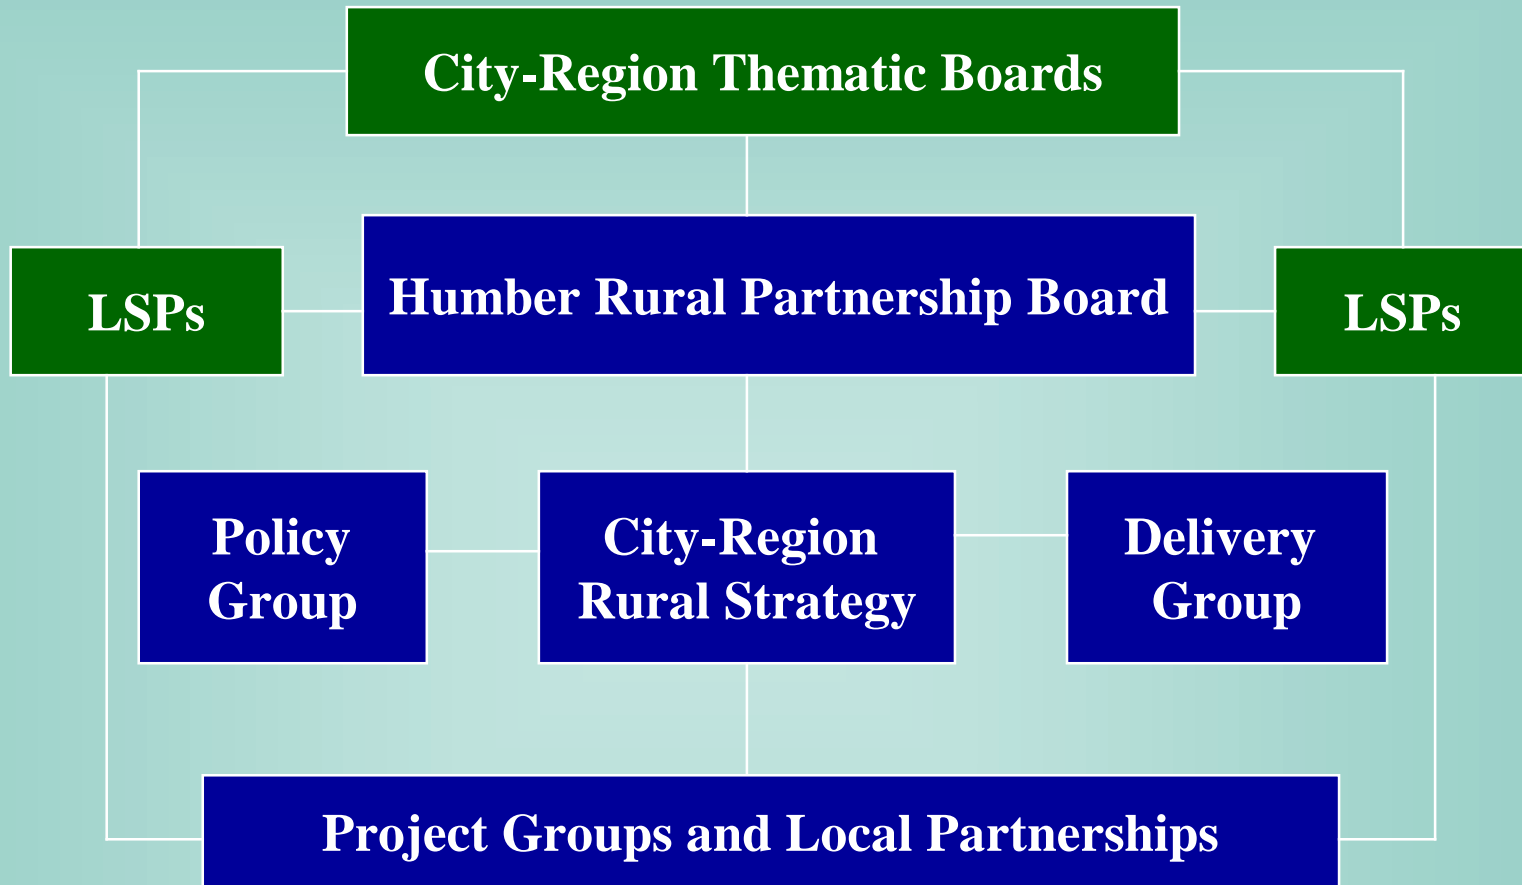 City-Region Thematic Boards
LSPs
Humber Rural Partnership Board
LSPs
Policy
Group
City-Region
Rural Strategy
Delivery
Group
Project Groups and Local Partnerships